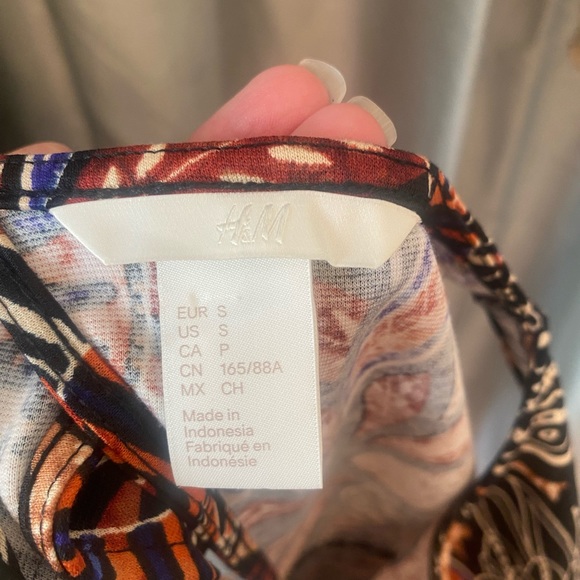 H&M
EUR S
US S
CA P
CN 165/88A
MX CH
Made in
Indonesia
Fabriqué en
Indonésie